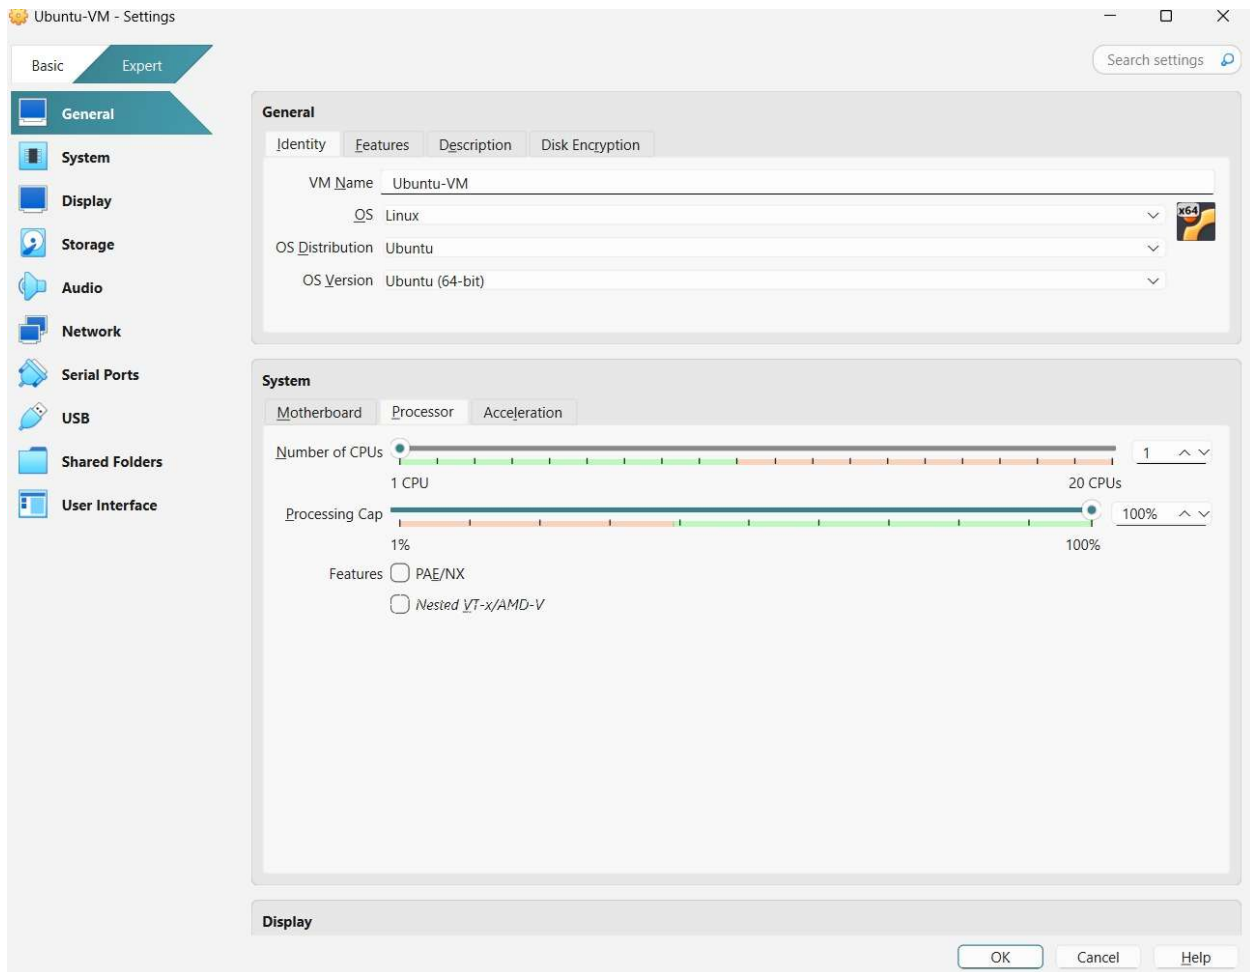 Ubuntu-VM - Settings
Basic Expert
Search settings
General
System
Display
Storage
Audio
Network
Serial Ports
USB
Shared Folders
User Interface
General
Identity Features Description Disk Encryption
VM Name Ubuntu-VM
OS Linux
x64
OS Distribution Ubuntu
OS Version Ubuntu (64-bit)
System
Motherboard Processor Acceleration
Number of CPUs 1
1 CPU 20 CPUs
Processing Cap 100%
1% 100%
Features PAE/NX
Nested VT-x/AMD-V
Display
OK Cancel Help